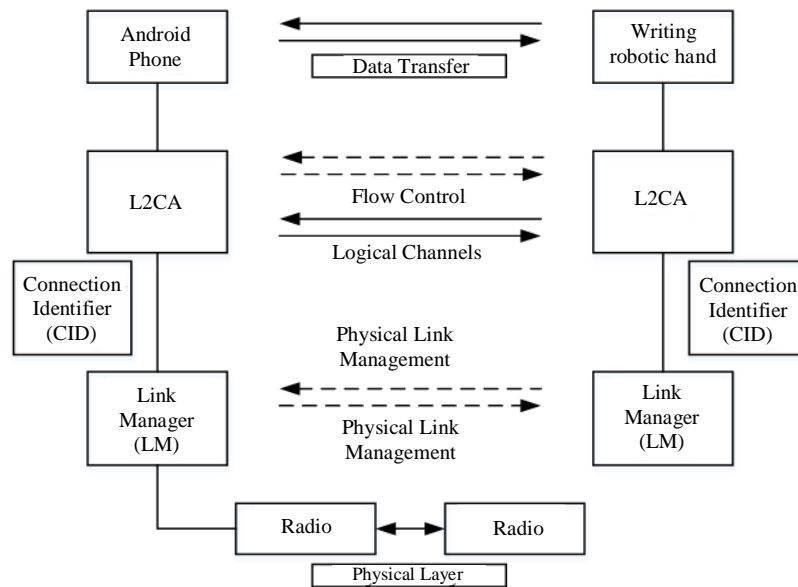 Android
Phone
Data Transfer
Writing
robotic hand
L2CA
Flow Control
Logical Channels
L2CA
Connection
Identifier
(CID)
Connection
Identifier
(CID)
Physical Link
Management
Link
Manager
(LM)
Physical Link
Management
Link
Manager
(LM)
Radio
Radio
Physical Layer